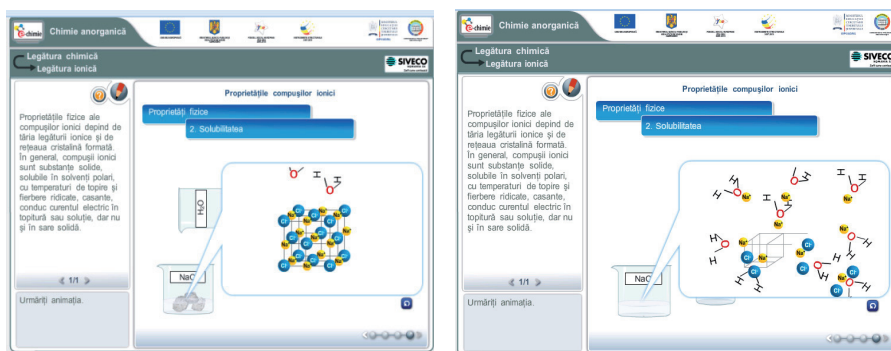 e-chimie
Chimie anorganică
Legătura chimică
Legătura ionică
SIVECO
Proprietățile compușilor ionici
Proprietățile fizice ale
compușilor ionici depind de
tăria legăturii ionice și de
rețeaua cristalină formată.
În general, compușii ionici
sunt substanțe solide,
solubile în solvenți polari,
cu temperaturi de topire și
fierbere ridicate, casante,
conduc curentul electric în
topitură sau soluție, dar nu
și în sare solidă.
1/1
Urmăriți animația.
Proprietăți fizice
2. Solubilitatea
H₂O
NaC
e-chimie
Chimie anorganică
Legătura chimică
Legătura ionică
SIVECO
Proprietățile compușilor ionici
Proprietățile fizice ale
compușilor ionici depind de
tăria legăturii ionice și de
rețeaua cristalină formată.
În general, compușii ionici
sunt substanțe solide,
solubile în solvenți polari,
cu temperaturi de topire și
fierbere ridicate, casante,
conduc curentul electric în
topitură sau soluție, dar nu
și în sare solidă.
1/1
Urmăriți animația.
Proprietăți fizice
2. Solubilitatea
NaC